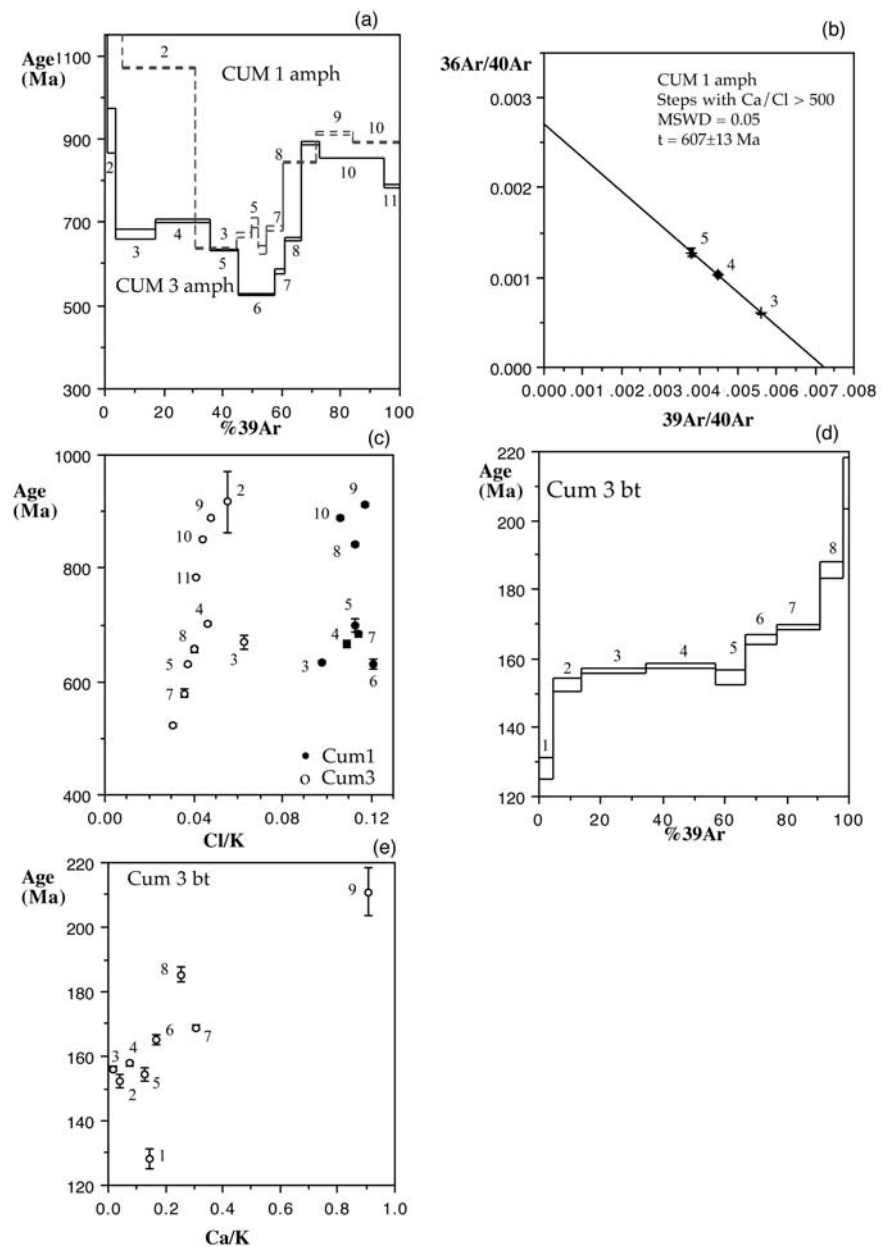 (a)
Age
(Ma)
1100
900
700
500
300
2
CUM 1 amph
9
10
8
5
3
7
2
3
4
5
6
7
8
10
11
CUM 3 amph
0 20 40 60 80 100
%39Ar
(b)
36Ar/40Ar
0.003
0.002
0.001
0.000
CUM 1 amph
Steps with Ca/Cl > 500
MSWD = 0.05
t = 607±13 Ma
5
4
3
0.000 .001 .002 .003 .004 .005 .006 .007 .008
39Ar/40Ar
(c)
Age
(Ma)
1000
800
600
400
9
2
10
11
4
8
3
5
7
9
10
8
5
4
7
3
6
Cum1
Cum3
0.00 0.04 0.08 0.12
Cl/K
(d)
Age
(Ma)
220
200
180
160
140
120
Cum 3 bt
1
2
3
4
5
6
7
8
0 20 40 60 80 100
%39Ar
(e)
Age
(Ma)
220
200
180
160
140
120
Cum 3 bt
9
8
7
6
3
4
2
5
1
0.0 0.2 0.4 0.6 0.8 1.0
Ca/K